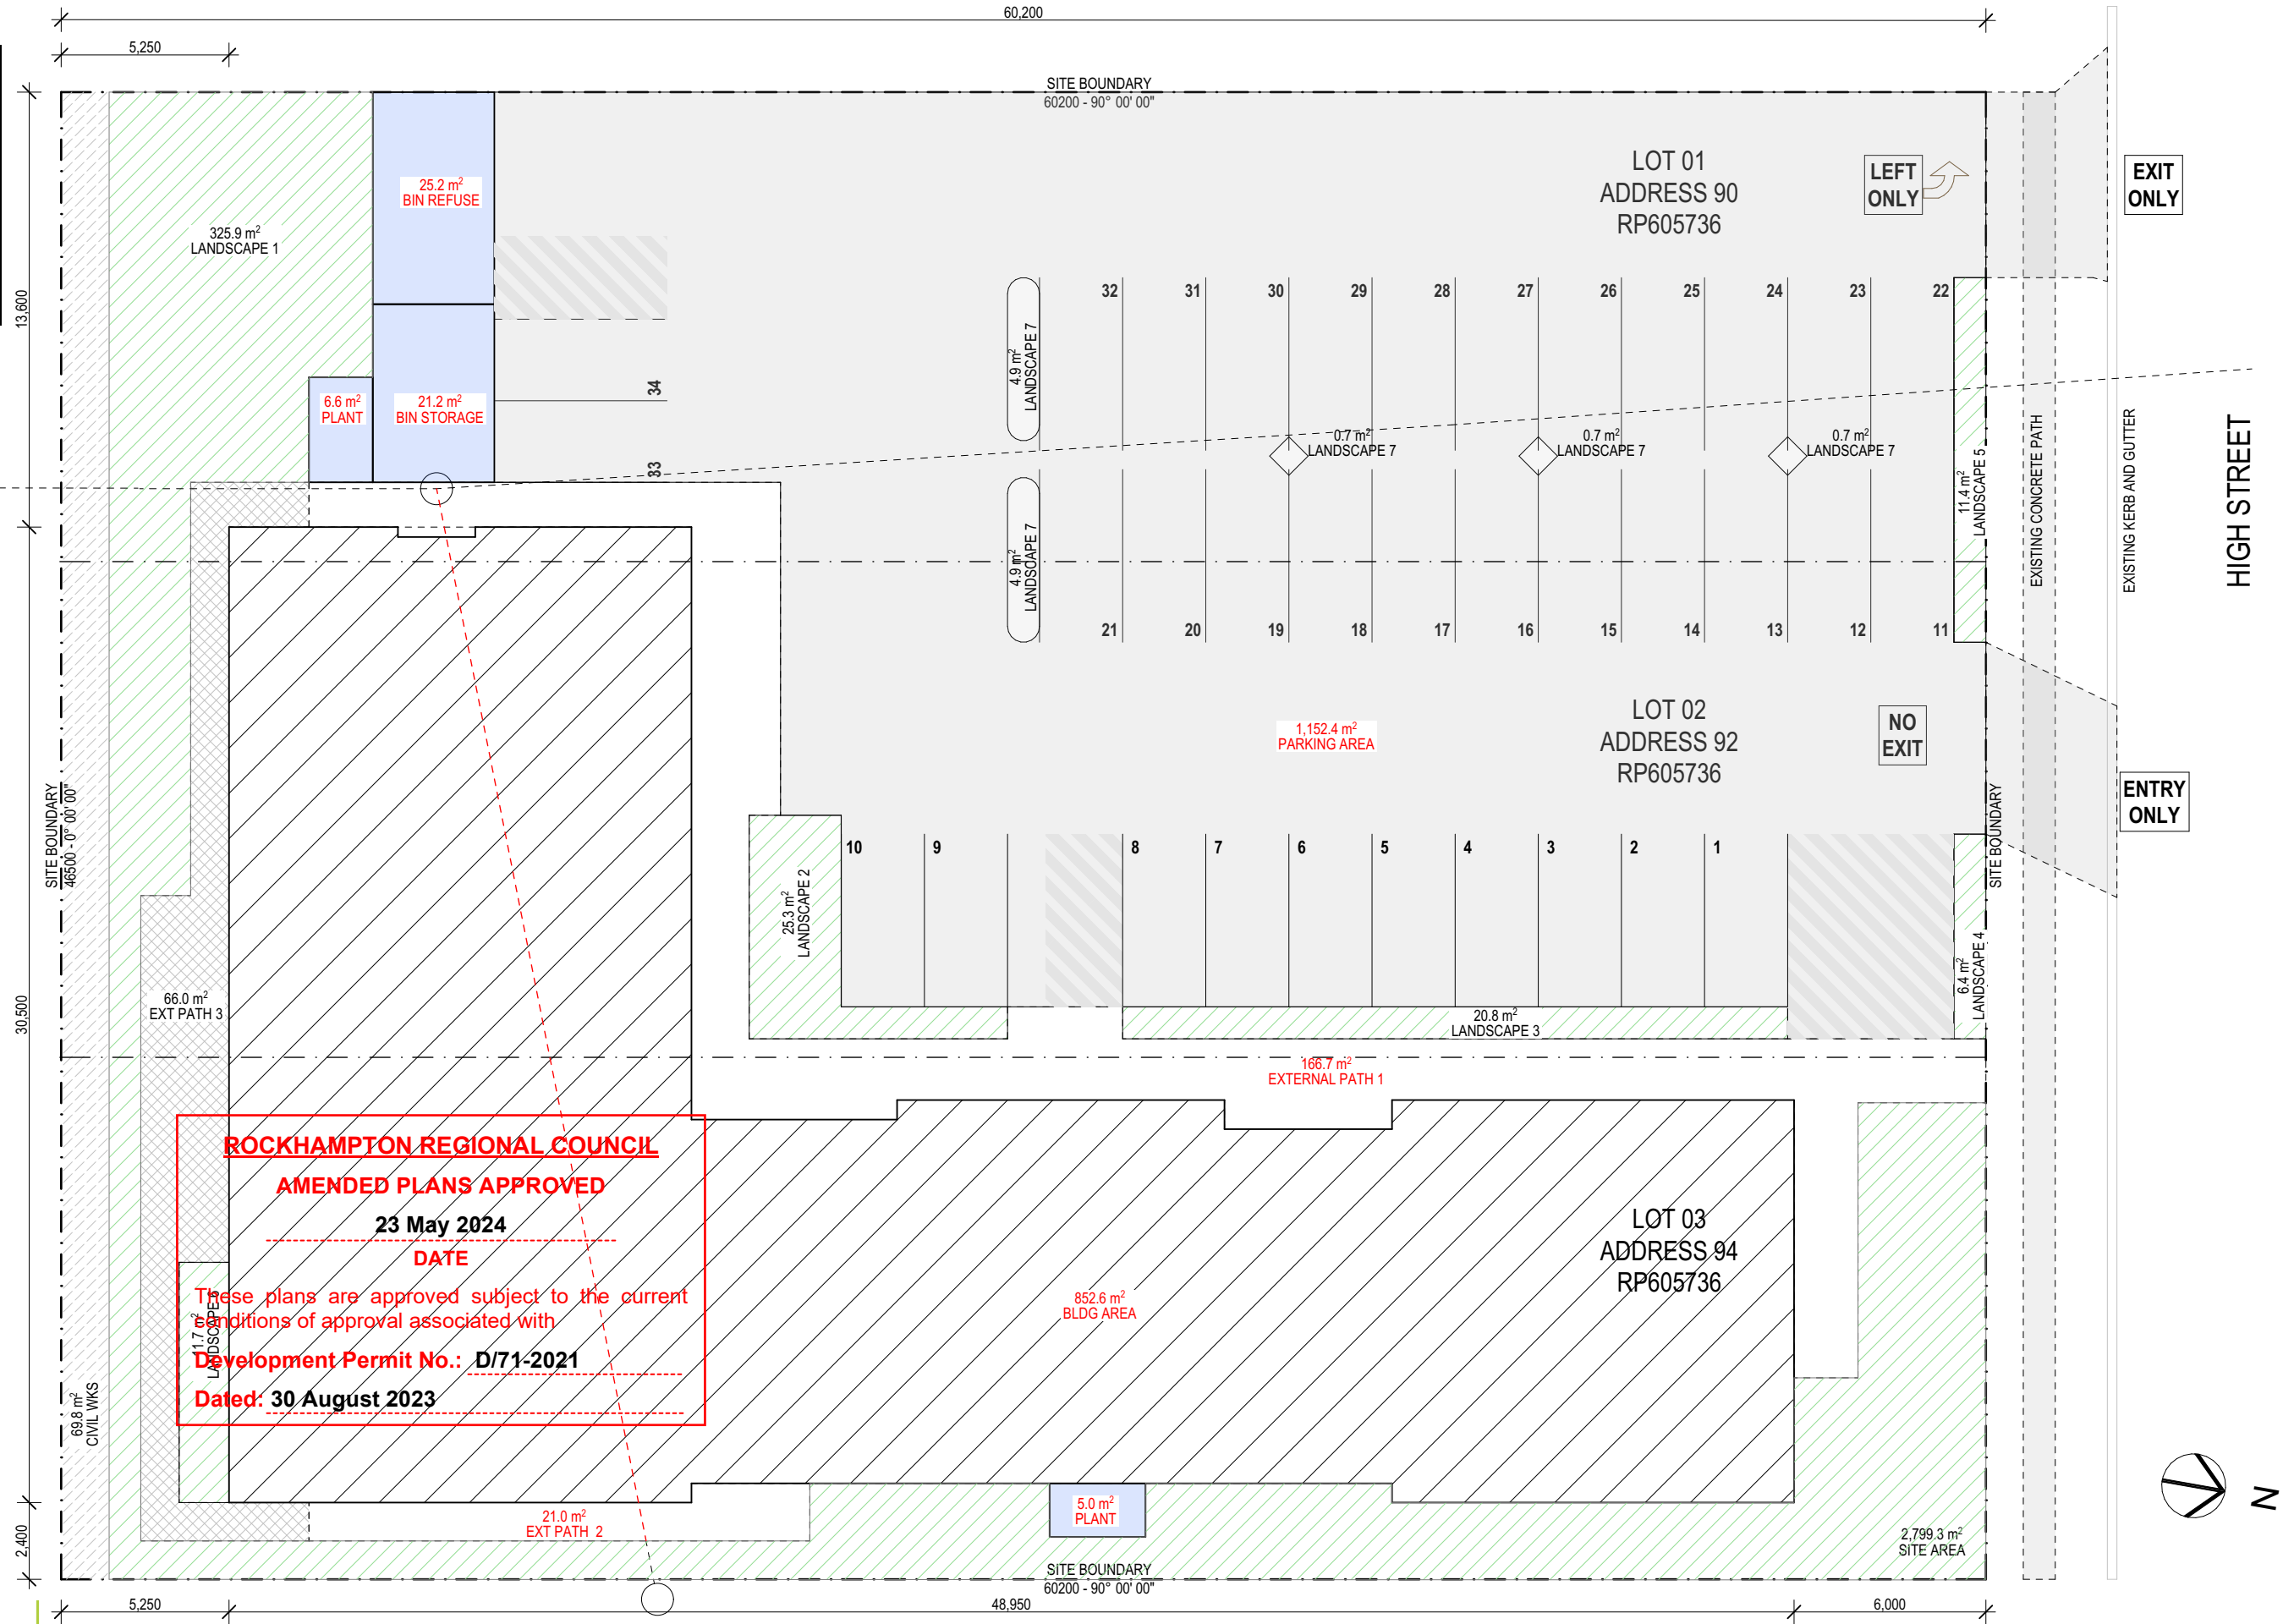 60,200
5,250
SITE BOUNDARY
60200 - 90° 00' 00"
LOT 01
ADDRESS 90
RP605736
LEFT
ONLY
EXIT
ONLY
25.2 m²
BIN REFUSE
325.9 m²
LANDSCAPE 1
13,600
32
31
30
29
28
27
26
25
24
23
22
4.9 m²
LANDSCAPE 7
34
6.6 m²
PLANT
21.2 m²
BIN STORAGE
33
0.7 m²
LANDSCAPE 7
0.7 m²
LANDSCAPE 7
0.7 m²
LANDSCAPE 7
11.4 m²
LANDSCAPE 5
EXISTING CONCRETE PATH
EXISTING KERB AND GUTTER
HIGH STREET
4.9 m²
LANDSCAPE 7
21
20
19
18
17
16
15
14
13
12
11
1,152.4 m²
PARKING AREA
LOT 02
ADDRESS 92
RP605736
NO
EXIT
ENTRY
ONLY
SITE BOUNDARY
46500 - 0° 00' 00"
SITE BOUNDARY
10
9
8
7
6
5
4
3
2
1
25.3 m²
LANDSCAPE 2
6.4 m²
LANDSCAPE 4
66.0 m²
EXT PATH 3
30,500
20.8 m²
LANDSCAPE 3
166.7 m²
EXTERNAL PATH 1
ROCKHAMPTON REGIONAL COUNCIL
AMENDED PLANS APPROVED
23 May 2024
DATE
These plans are approved subject to the current
conditions of approval associated with
Development Permit No.: D/71-2021
Dated: 30 August 2023
11.7 m²
LANDSCAPE 6
69.8 m²
CIVIL WKS
LOT 03
ADDRESS 94
RP605736
852.6 m²
BLDG AREA
2,400
21.0 m²
EXT PATH 2
5.0 m²
PLANT
2,799.3 m²
SITE AREA
N
SITE BOUNDARY
60200 - 90° 00' 00"
5,250
48,950
6,000